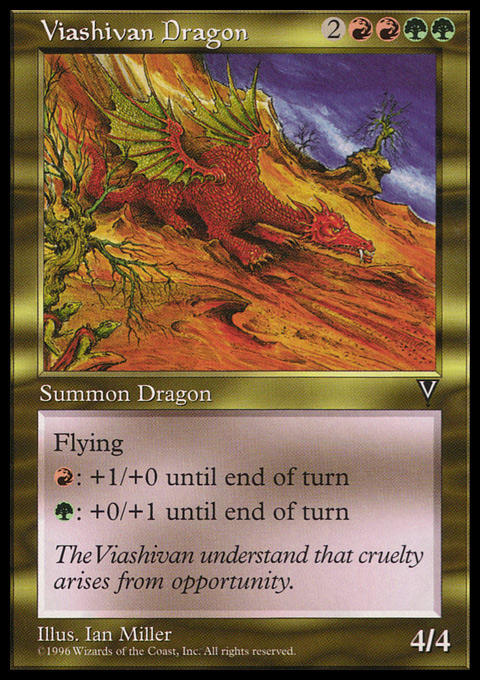 Viashivan Dragon 2
Summon Dragon V
Flying
: +1/+0 until end of turn
: +0/+1 until end of turn
The Viashivan understand that cruelty
arises from opportunity.
Illus. Ian Miller
©1996 Wizards of the Coast, Inc. All rights reserved.
4/4